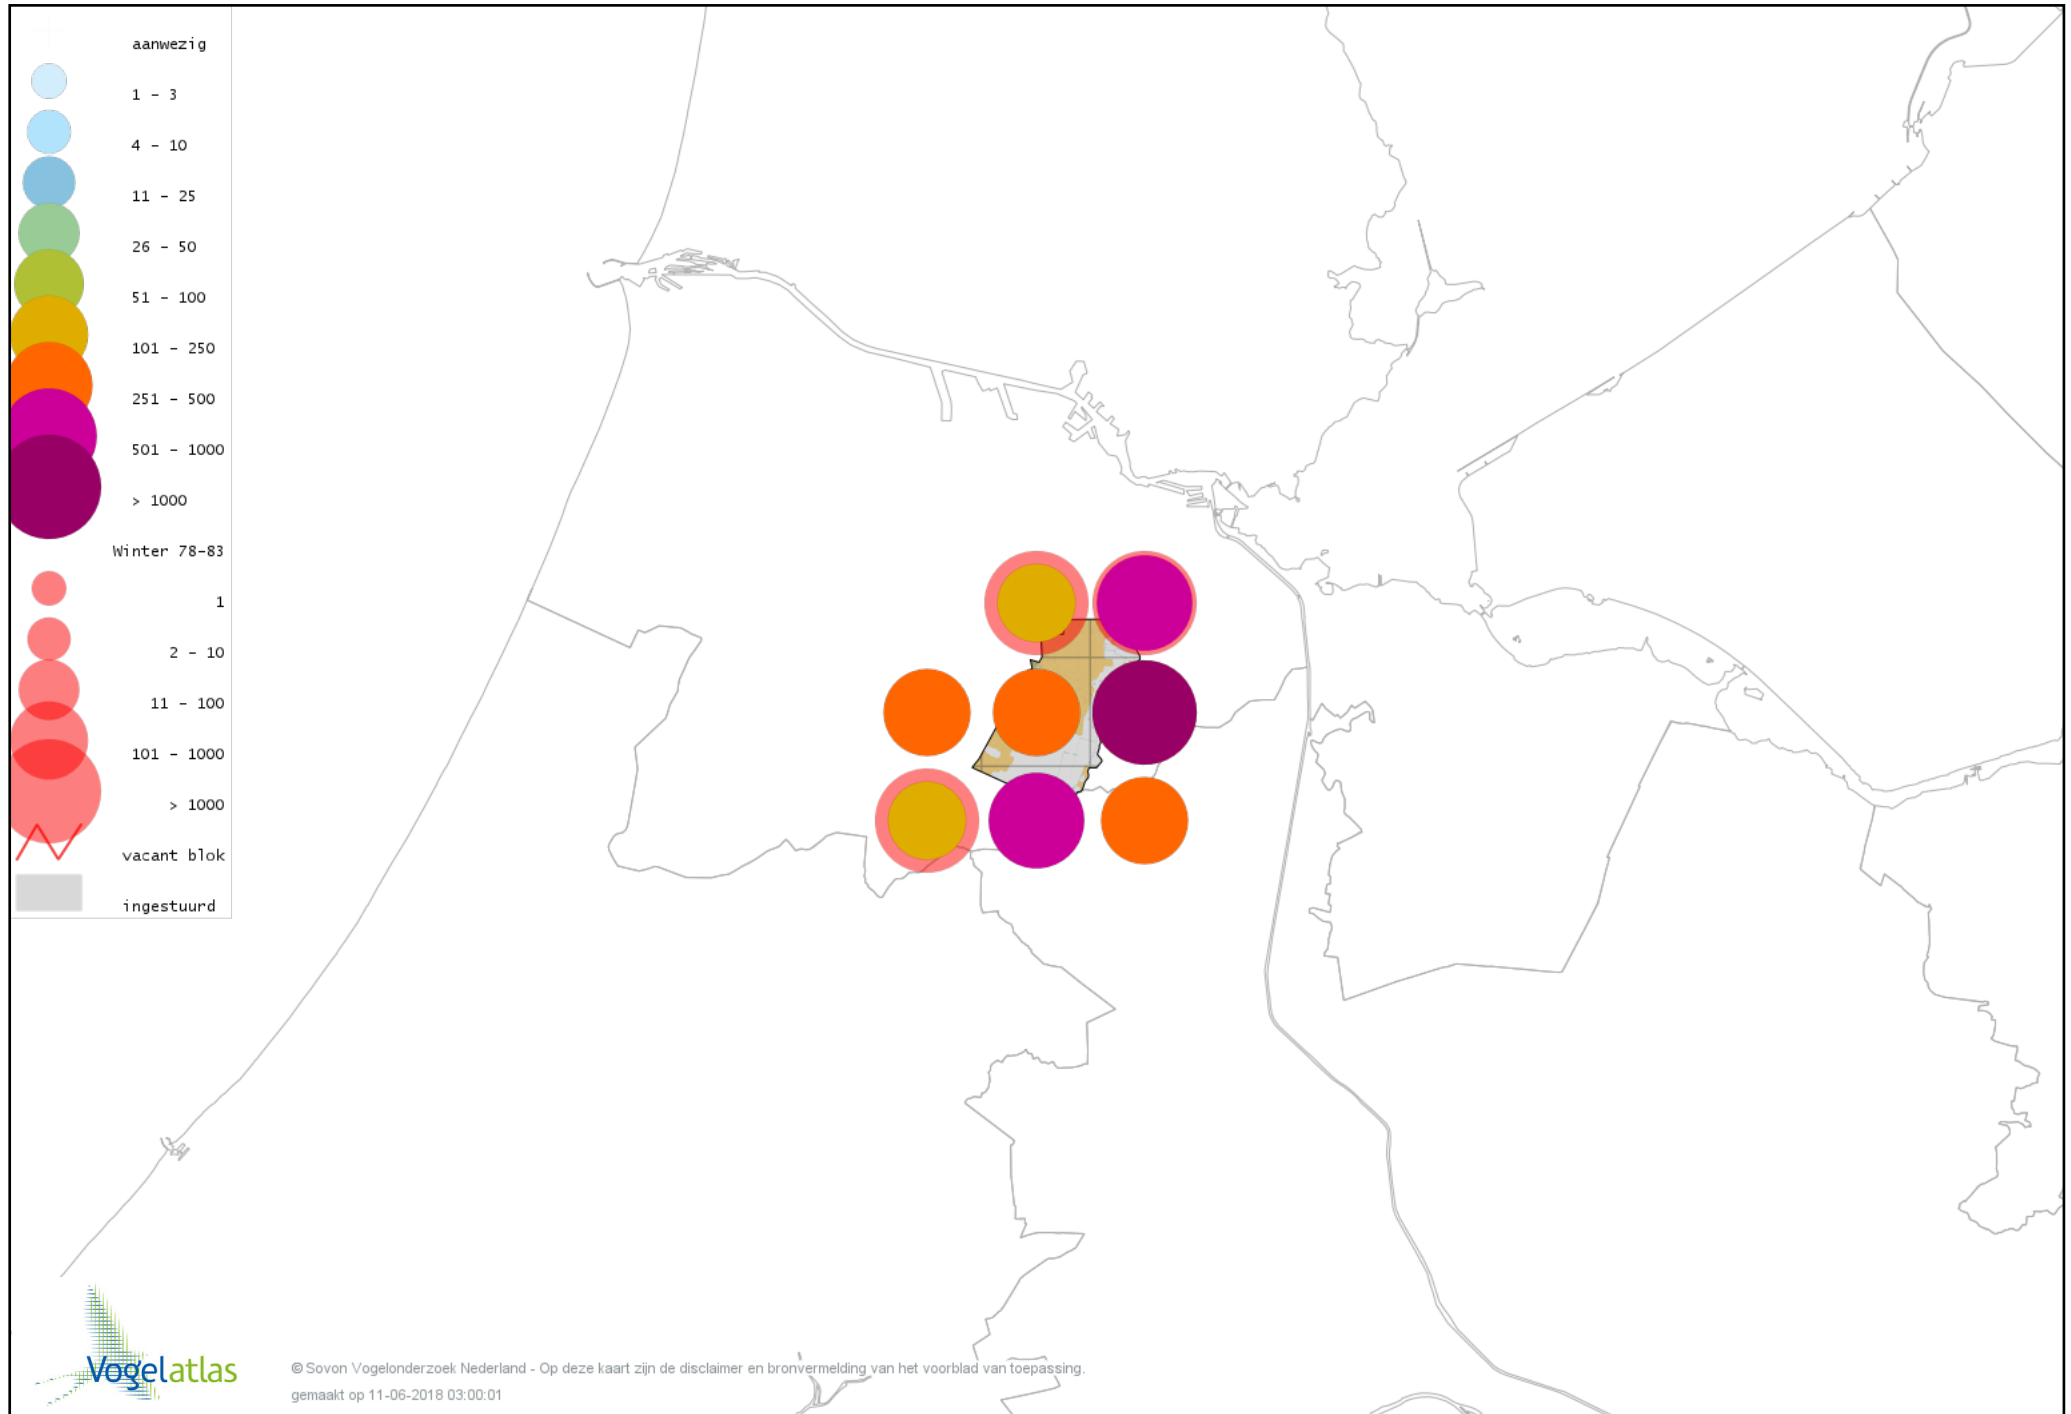 aanwezig
1 - 3
4 - 10
11 - 25
26 - 50
51 - 100
101 - 250
251 - 500
501 - 1000
> 1000
Winter 78-83
1
2 - 10
11 - 100
101 - 1000
> 1000
vacant blok
ingestuurd
Vogelatlas
© Sovon Vogelonderzoek Nederland - Op deze kaart zijn de disclaimer en bronvermelding van het voorblad van toepassing.
gemaakt op 11-06-2018 03:00:01